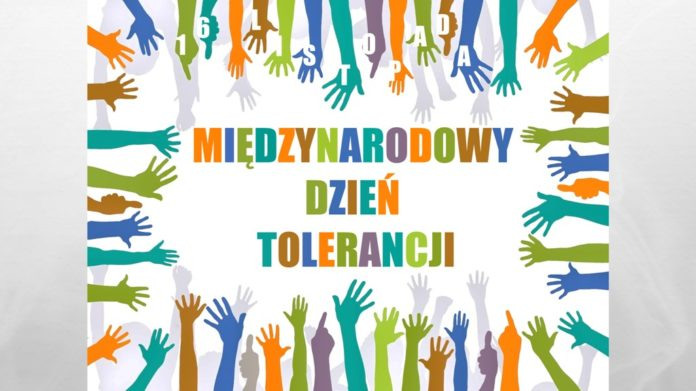 16 LISTOPADA
MIĘDZYNARODOWY
DZIEŃ
TOLERANCJI